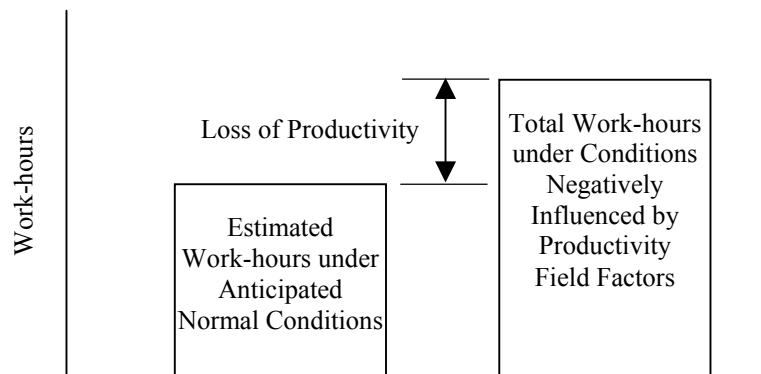 Work-hours
Loss of Productivity
Estimated
Work-hours under
Anticipated
Normal Conditions
Total Work-hours
under Conditions
Negatively
Influenced by
Productivity
Field Factors